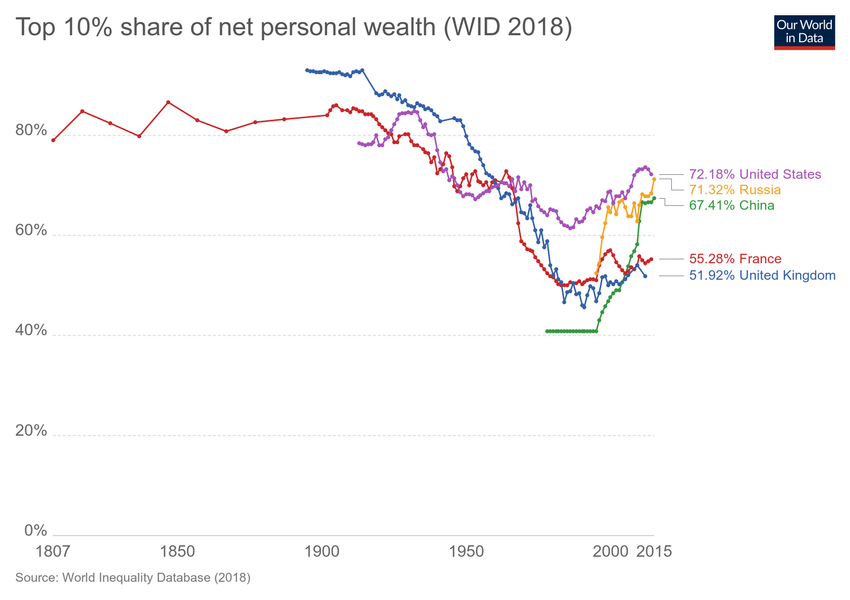 Top 10% share of net personal wealth (WID 2018)
Our World
in Data
80%
60%
40%
20%
0%
72.18% United States
71.32% Russia
67.41% China
55.28% France
51.92% United Kingdom
1807 1850 1900 1950 2000 2015
Source: World Inequality Database (2018)